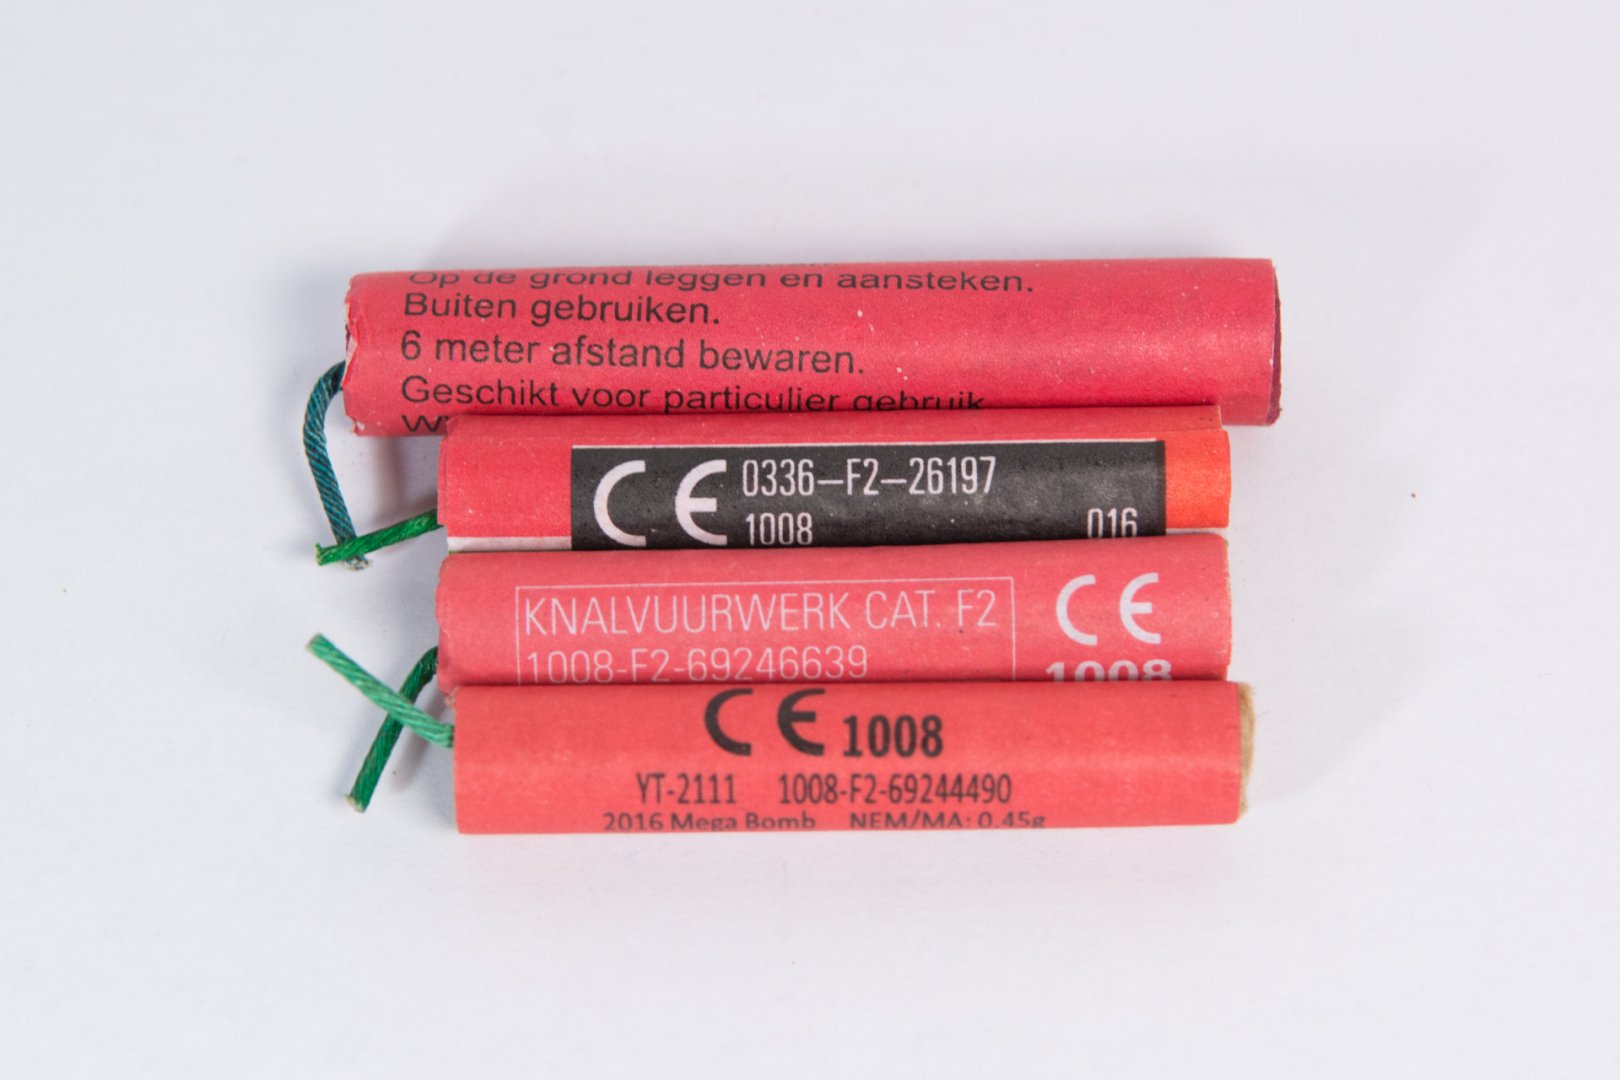 Op de grond leggen en aansteken.
Buiten gebruiken.
6 meter afstand bewaren.
Geschikt voor particulier gebruik
CE 0336-F2-26197
1008
016
KNALVUURWERK CAT. F2
1008-F2-69246639
CE
1008
CE 1008
YT-2111 1008-F2-69244490
2016 Mega Bomb NEM/MA: 0.45g